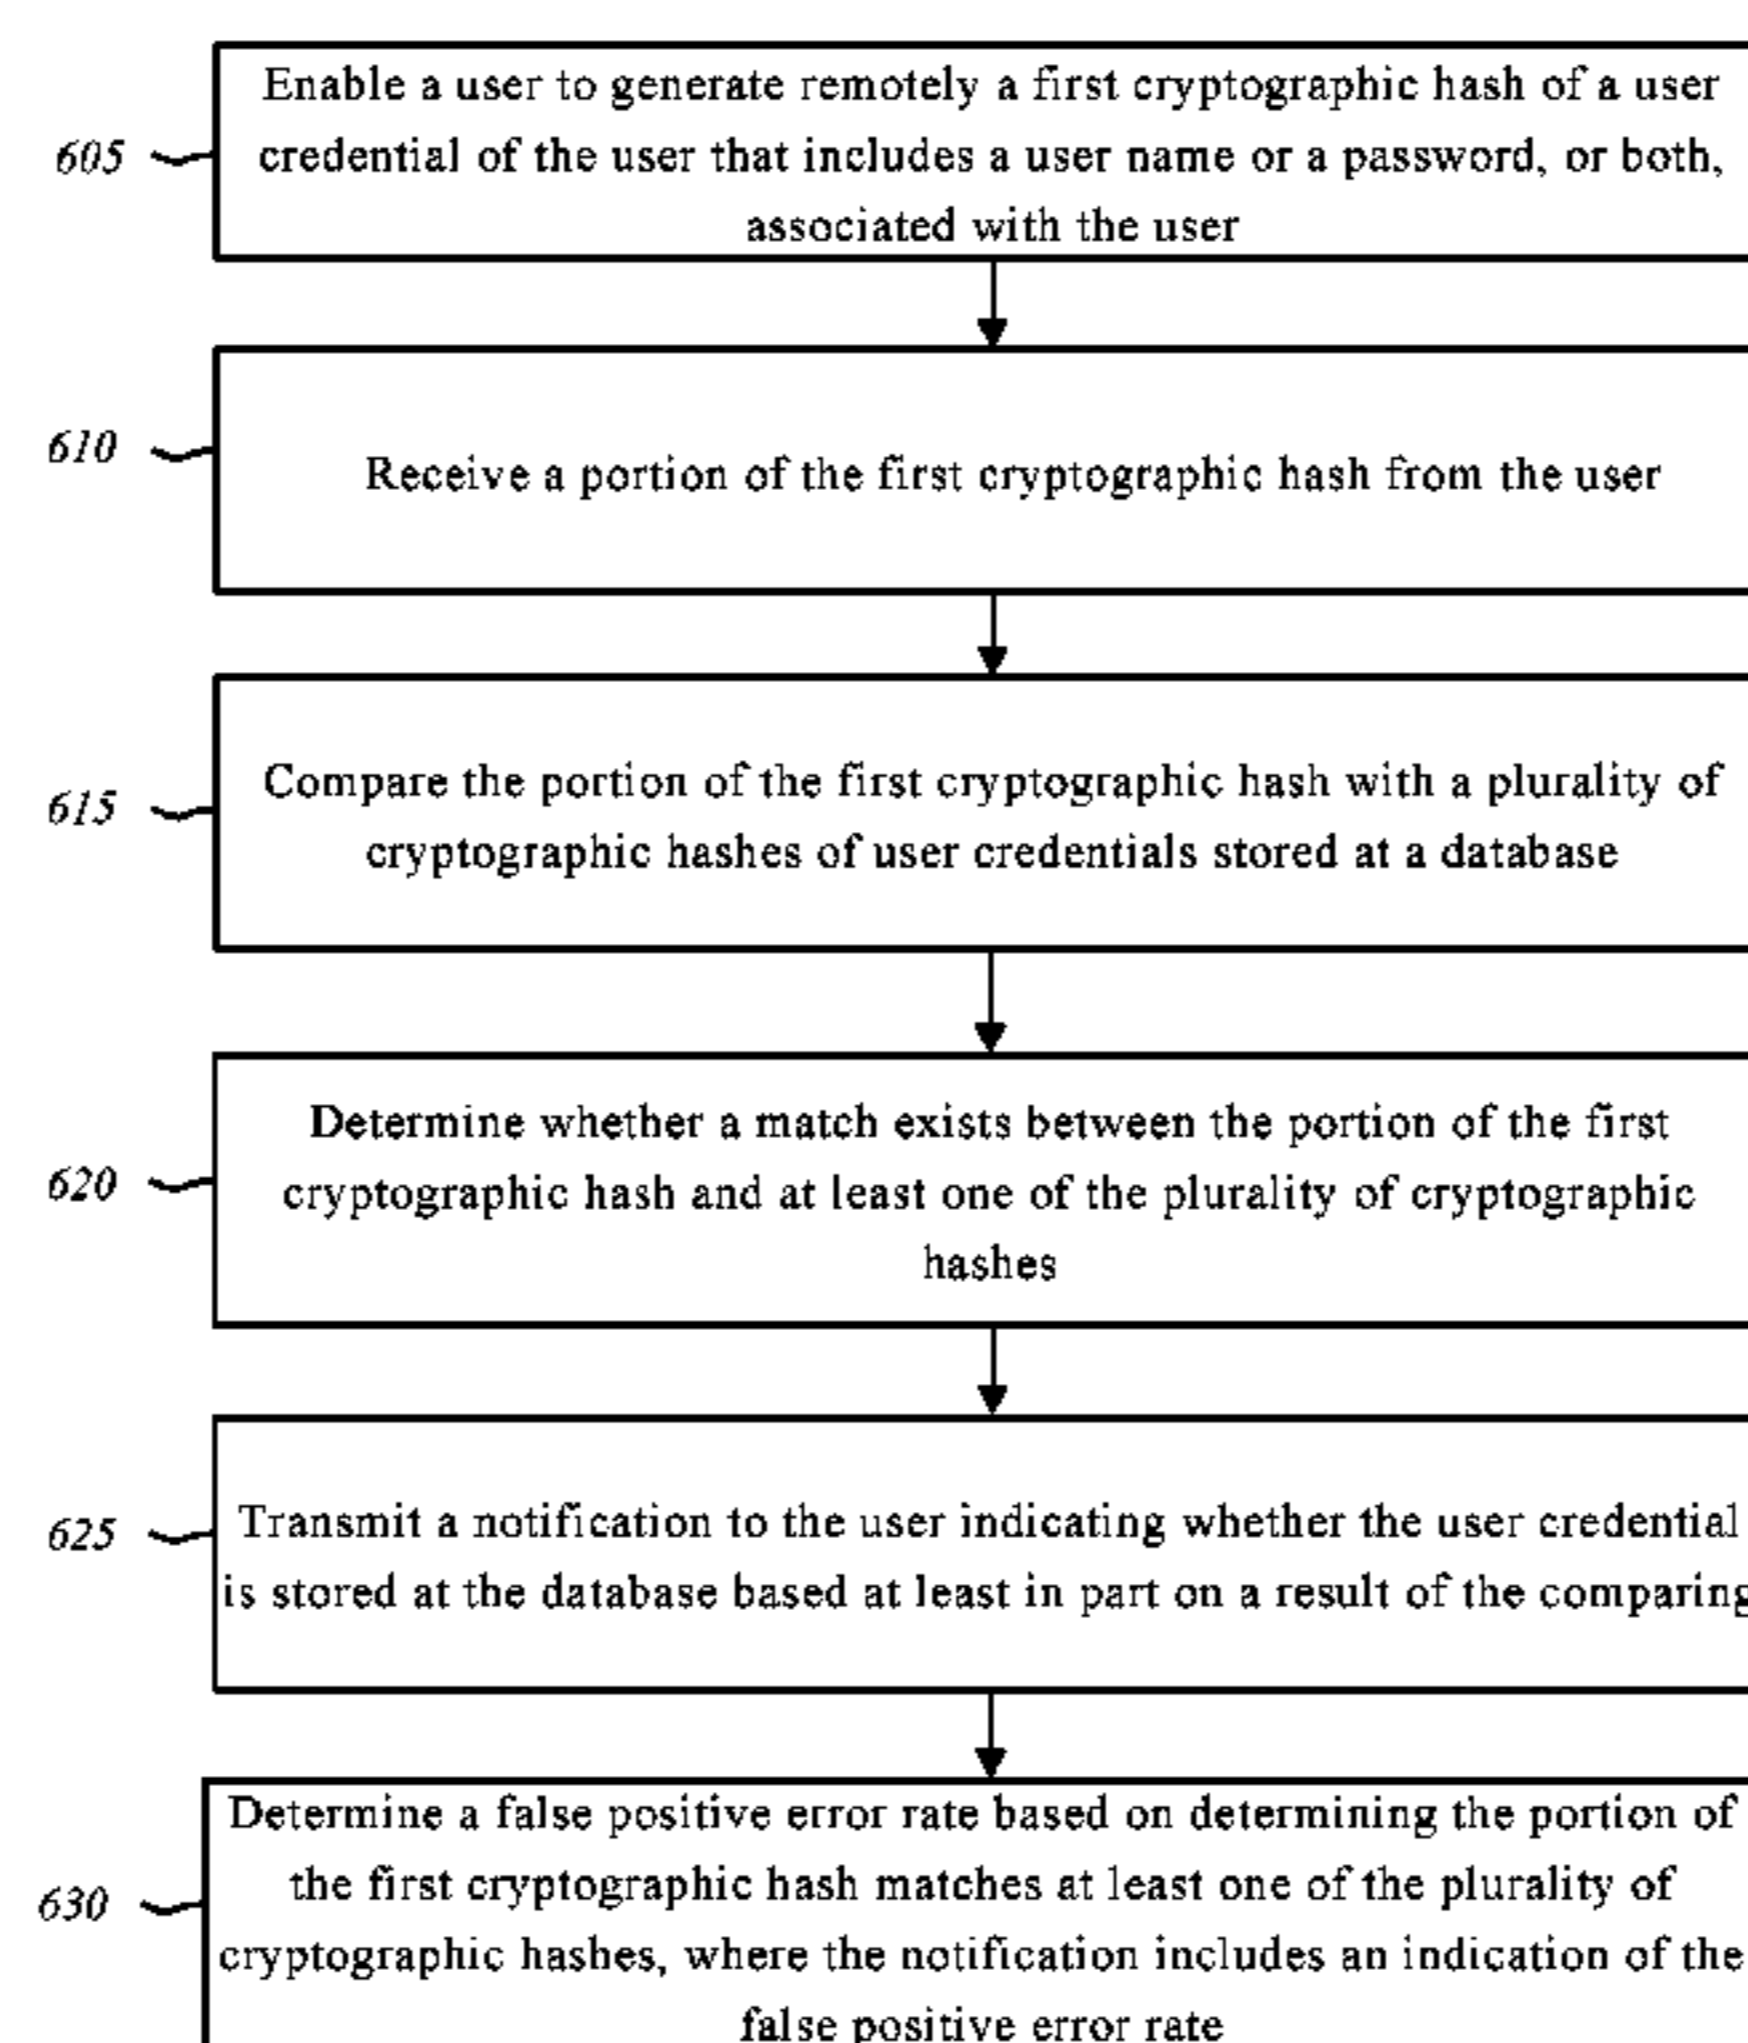 Enable a user to generate remotely a first cryptographic hash of a user
605
credential of the user that includes a user name or a password, or both,
associated with the user
610
Receive a portion of the first cryptographic hash from the user
615
Compare the portion of the first cryptographic hash with a plurality of
cryptographic hashes of user credentials stored at a database
620
Determine whether a match exists between the portion of the first
cryptographic hash and at least one of the plurality of cryptographic
hashes
625
Transmit a notification to the user indicating whether the user credential
is stored at the database based at least in part on a result of the comparing
630
Determine a false positive error rate based on determining the portion of
the first cryptographic hash matches at least one of the plurality of
cryptographic hashes, where the notification includes an indication of the
false positive error rate